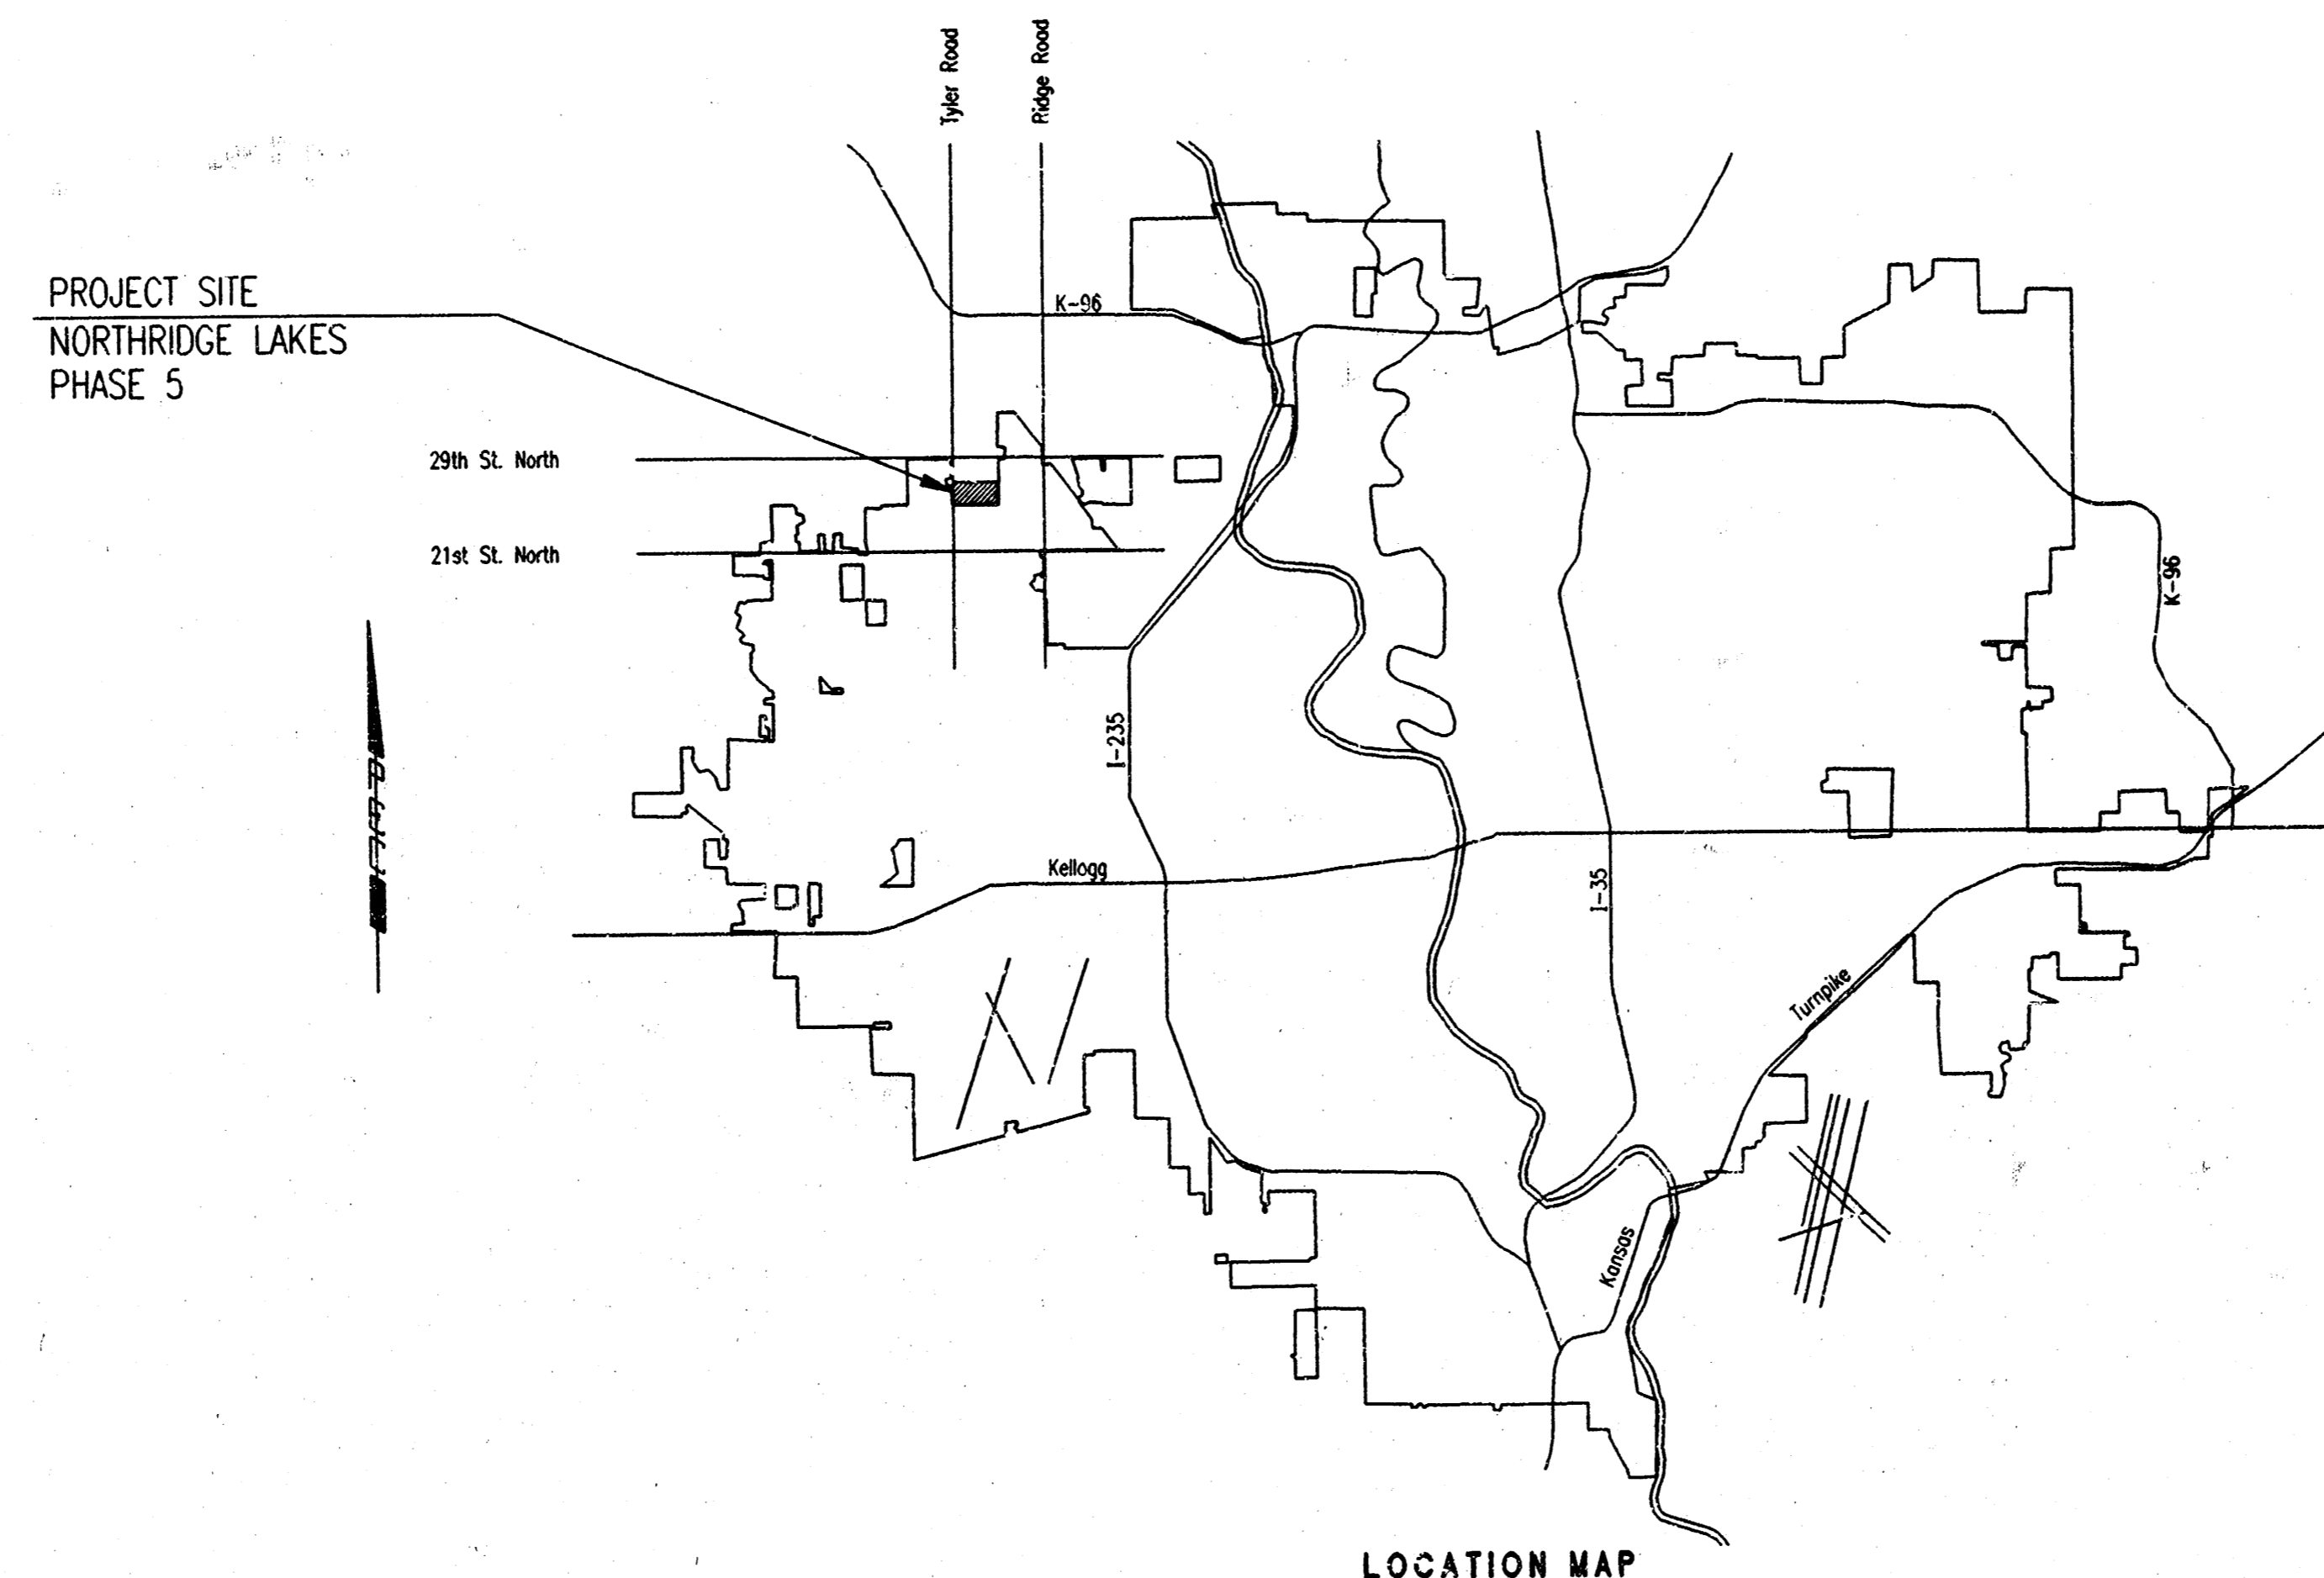 Tyler Road
Ridge Road
PROJECT SITE
NORTHRIDGE LAKES
PHASE 5
K-96
29th St. North
21st St. North
K-96
I-235
Kellogg
I-35
Turnpike
Kansas
LOCATION MAP